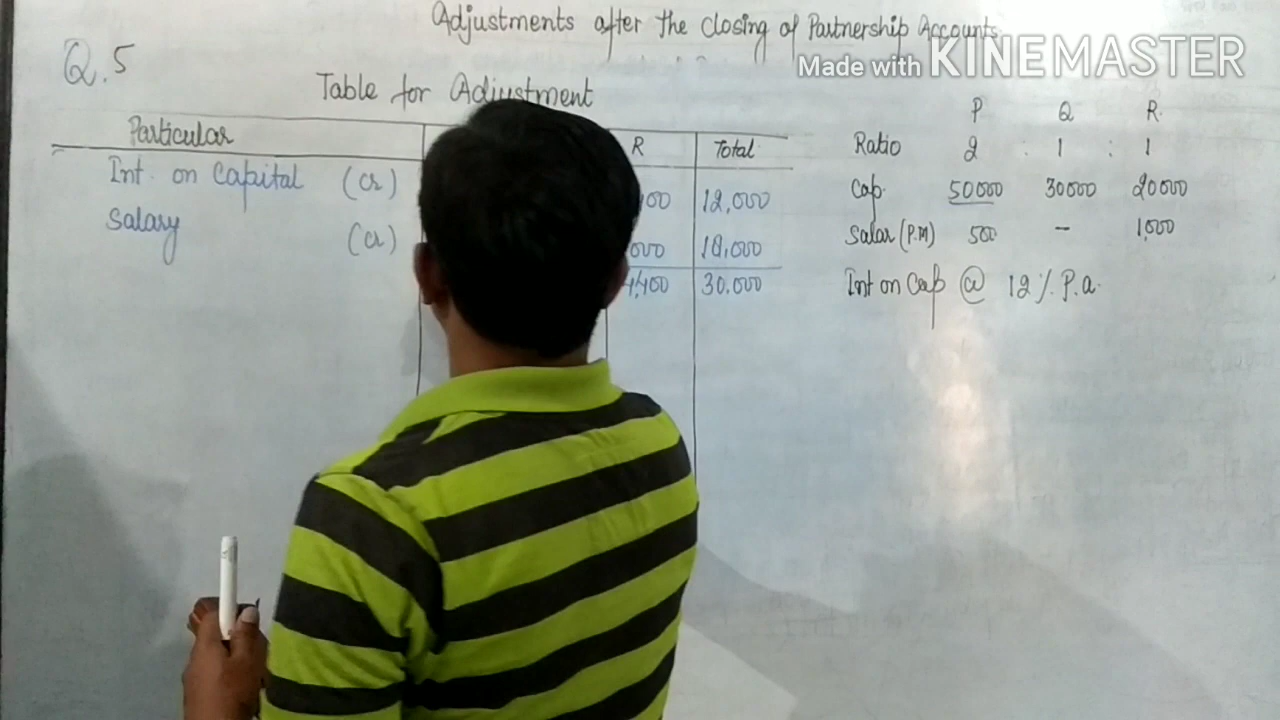 Adjustments after the closing of Partnership Accounts
Made with KINEMASTER
Q.5
Table for Adjustment
Particular R Total
Int. on Capital (cr) 400 12,000
Salary (cr) 000 18,000
4,400 30,000
P Q R
Ratio 2 : 1 : 1
Cap. 50000 30000 20000
Salar (P.M) 500 - 1,000
Int on Cap @ 12 % P.a.